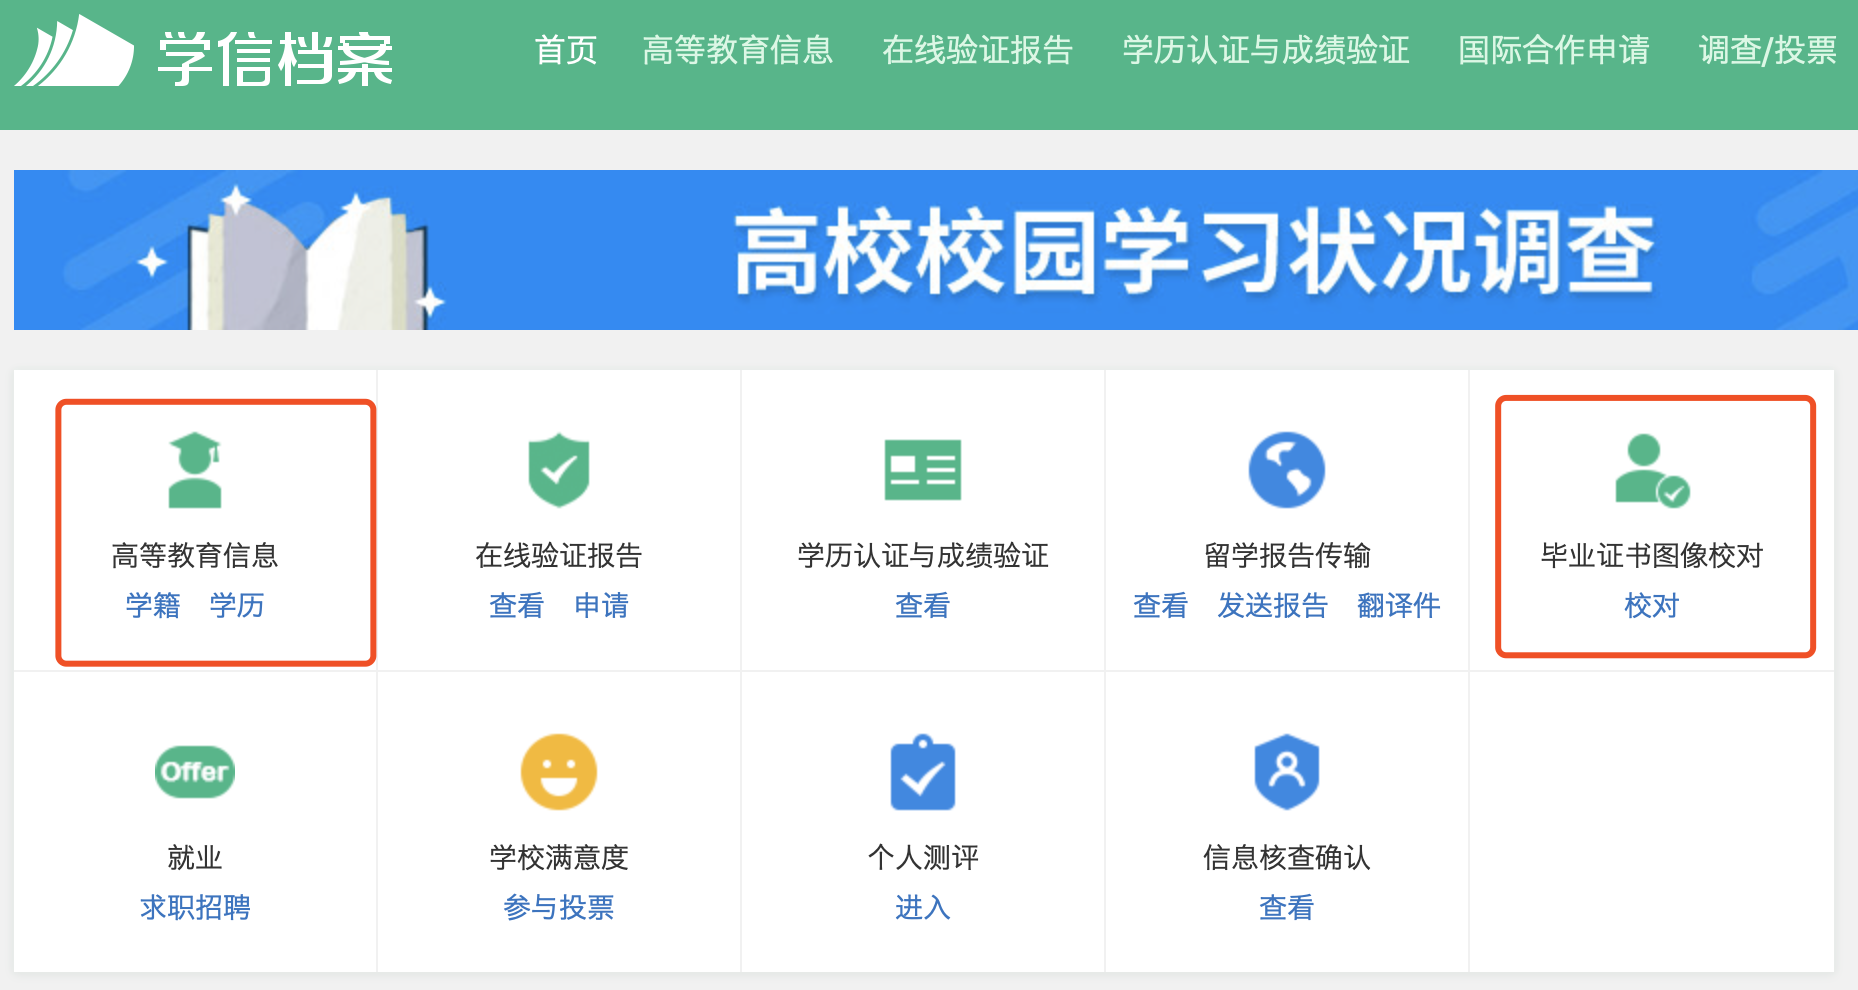 学信档案
首页 高等教育信息 在线验证报告 学历认证与成绩验证 国际合作申请 调查/投票
高校校园学习状况调查
高等教育信息 在线验证报告 学历认证与成绩验证 留学报告传输 毕业证书图像校对
学籍 学历 查看 申请 查看 查看 发送报告 翻译件 校对
Offer
就业 学校满意度 个人测评 信息核查确认
求职招聘 参与投票 进入 查看